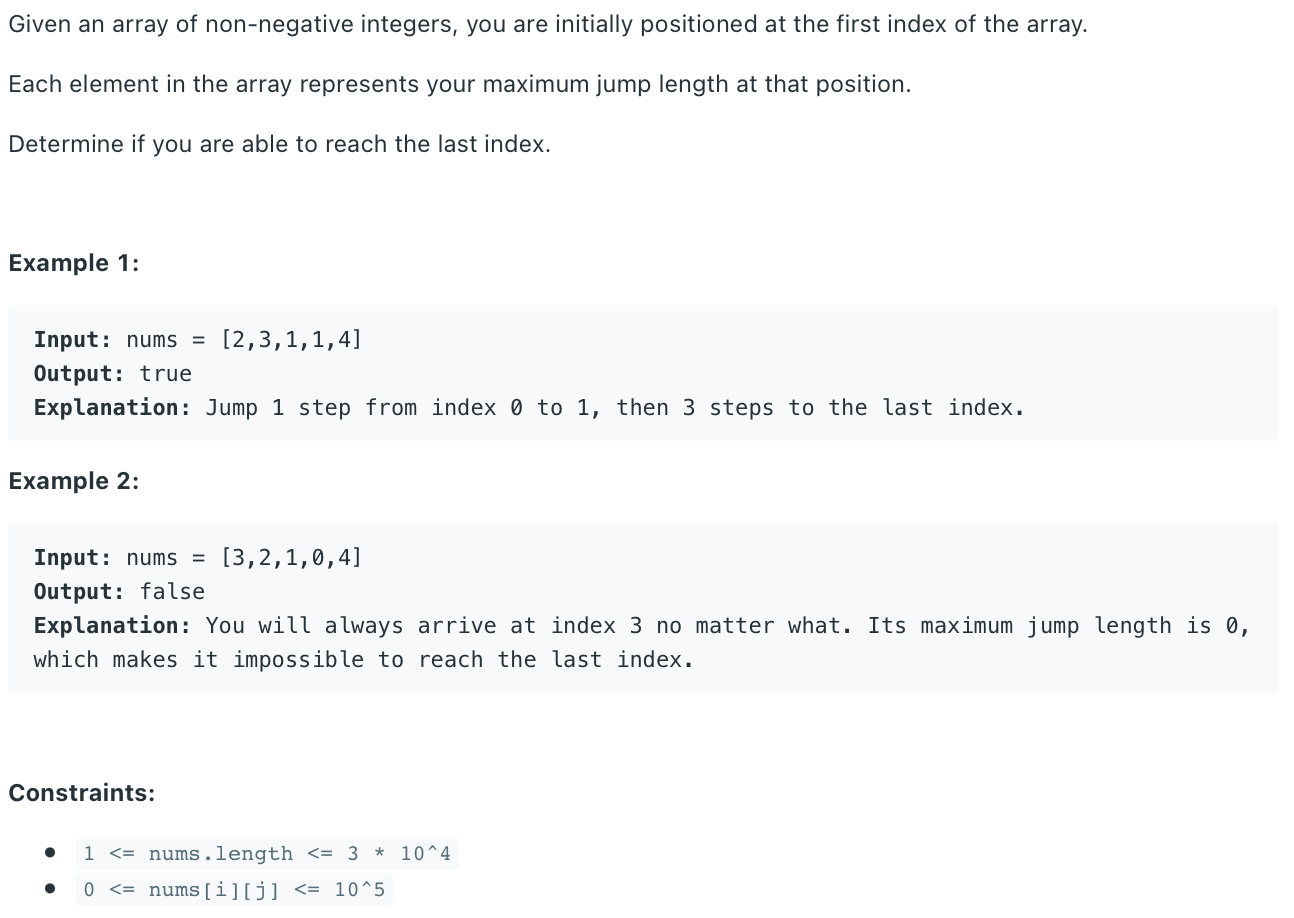 Given an array of non-negative integers, you are initially positioned at the first index of the array.
Each element in the array represents your maximum jump length at that position.
Determine if you are able to reach the last index.
Example 1:
Input: nums = [2,3,1,1,4]
Output: true
Explanation: Jump 1 step from index 0 to 1, then 3 steps to the last index.
Example 2:
Input: nums = [3,2,1,0,4]
Output: false
Explanation: You will always arrive at index 3 no matter what. Its maximum jump length is 0,
which makes it impossible to reach the last index.
Constraints:
1 <= nums.length <= 3 * 10^4
0 <= nums[i][j] <= 10^5